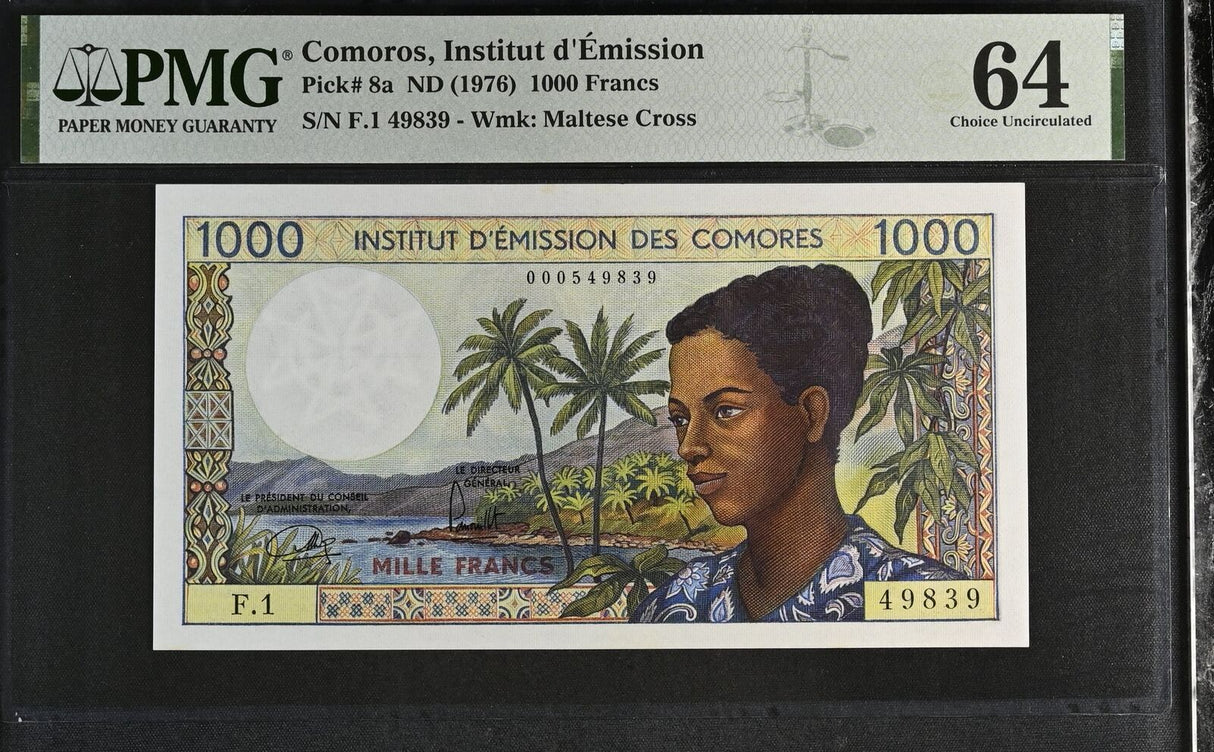 PMG®
PAPER MONEY GUARANTY
Comoros, Institut d'Émission
Pick# 8a ND (1976) 1000 Francs
S/N F.1 49839 - Wmk: Maltese Cross
64
Choice Uncirculated
1000 INSTITUT D'ÉMISSION DES COMORES 1000
000549839
LE DIRECTEUR
GÉNÉRAL,
LE PRÉSIDENT DU CONSEIL
D'ADMINISTRATION,
MILLE FRANCS
F.1
49839